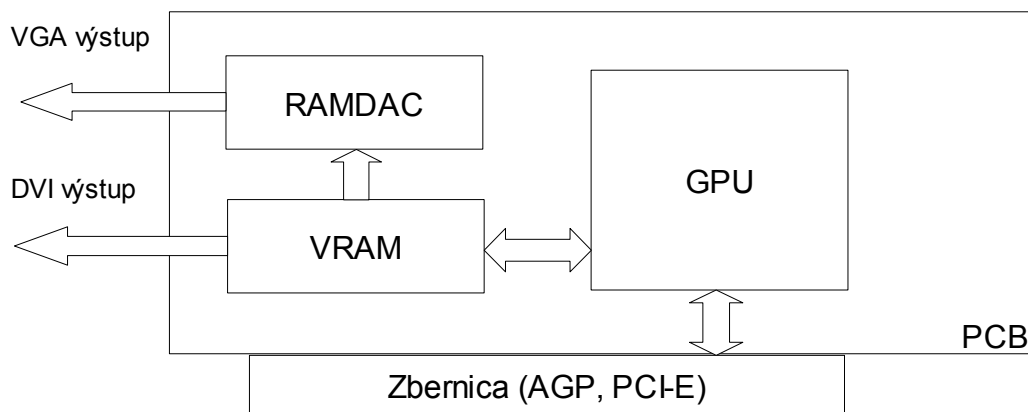 VGA výstup
RAMDAC
GPU
DVI výstup
VRAM
PCB
Zbernica (AGP, PCI-E)